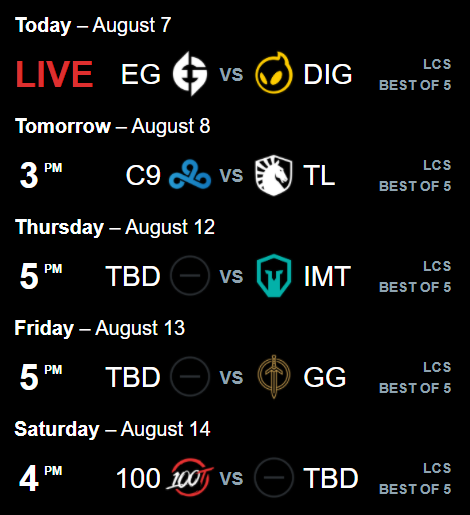 Today – August 7
LIVE EG VS DIG LCS BEST OF 5
Tomorrow – August 8
3 PM C9 VS TL LCS BEST OF 5
Thursday – August 12
5 PM TBD VS IMT LCS BEST OF 5
Friday – August 13
5 PM TBD VS GG LCS BEST OF 5
Saturday – August 14
4 PM 100 100T VS TBD LCS BEST OF 5